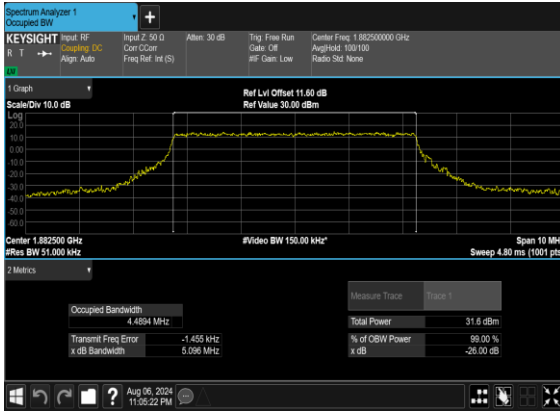 Spectrum Analyzer 1
Occupied BW
+
KEYSIGHT Input: RF Input Z: 50 Ω Atten: 30 dB Trig: Free Run Center Freq: 1.882500000 GHz
R T Coupling: DC Corr CCorr Gate: Off Avg|Hold: 100/100
Align: Auto Freq Ref: Int (S) #IF Gain: Low Radio Std: None
1 Graph
Ref Lvl Offset 11.60 dB
Scale/Div 10.0 dB Ref Value 30.00 dBm
Log
20.0
10.0
0.00
-10.0
-20.0
-30.0
-40.0
-50.0
-60.0
Center 1.882500 GHz #Video BW 150.00 kHz* Span 10 MH
#Res BW 51.000 kHz Sweep 4.80 ms (1001 pts
2 Metrics
Measure Trace Trace 1
Occupied Bandwidth
4.4894 MHz Total Power 31.6 dBm
Transmit Freq Error -1.455 kHz % of OBW Power 99.00 %
x dB Bandwidth 5.096 MHz x dB -26.00 dB
? Aug 06, 2024
11:05:22 PM